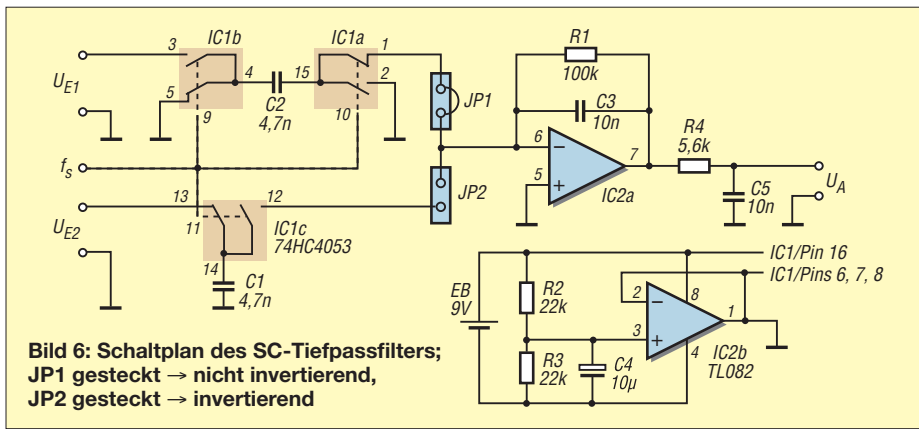 IC1b
IC1a
3
1
R1
100k
U_E1
4
15
2
JP1
C3
10n
5
C2
4,7n
9
10
R4
5,6k
6
7
f_s
5
U_A
JP2
IC2a
C5
10n
13
12
11
IC1c
74HC4053
U_E2
14
IC1/Pin 16
IC1/Pins 6, 7, 8
C1
4,7n
EB
9V
R2
22k
2
8
1
3
4
R3
22k
C4
10µ
IC2b
TL082
Bild 6: Schaltplan des SC-Tiefpassfilters;
JP1 gesteckt → nicht invertierend,
JP2 gesteckt → invertierend